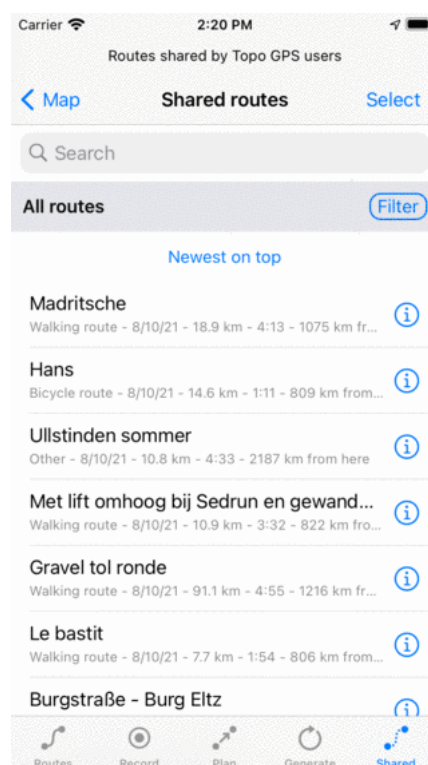 Carrier 2:20 PM
Routes shared by Topo GPS users
Map Shared routes Select
Search
All routes Filter
Newest on top
Madritsche
Walking route - 8/10/21 - 18.9 km - 4:13 - 1075 km fr...
Hans
Bicycle route - 8/10/21 - 14.6 km - 1:11 - 809 km from...
Ullstinden sommer
Other - 8/10/21 - 10.8 km - 4:33 - 2187 km from here
Met lift omhoog bij Sedrun en gewand...
Walking route - 8/10/21 - 10.9 km - 3:32 - 822 km fro...
Gravel tol ronde
Walking route - 8/10/21 - 91.1 km - 4:55 - 1216 km fr...
Le bastit
Walking route - 8/10/21 - 7.7 km - 1:54 - 806 km from...
Burgstraße - Burg Eltz
Routes Record Plan Generate Shared